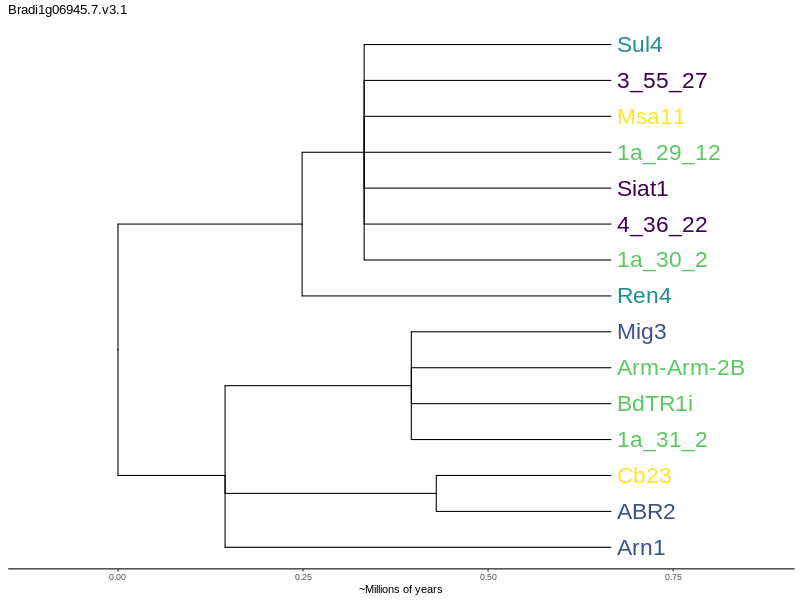 Bradi1g06945.7.v3.1
Sul4
3_55_27
Msa11
1a_29_12
Siat1
4_36_22
1a_30_2
Ren4
Mig3
Arm-Arm-2B
BdTR1i
1a_31_2
Cb23
ABR2
Arn1
0.00 0.25 0.50 0.75
~Millions of years